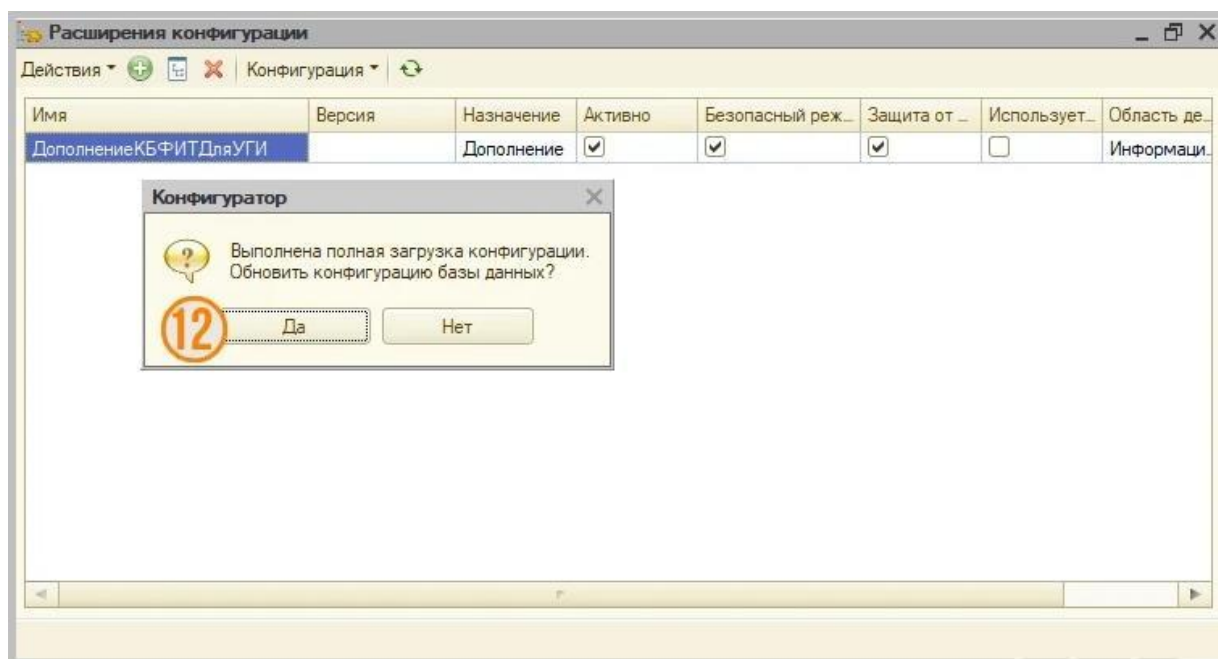 Расширения конфигурации
Действия Конфигурация
Имя Версия Назначение Активно Безопасный реж... Защита от ... Использует... Область де...
ДополнениеКБФИТДляУГИ Дополнение Информаци...
Конфигуратор
Выполнена полная загрузка конфигурации.
Обновить конфигурацию базы данных?
12 Да Нет